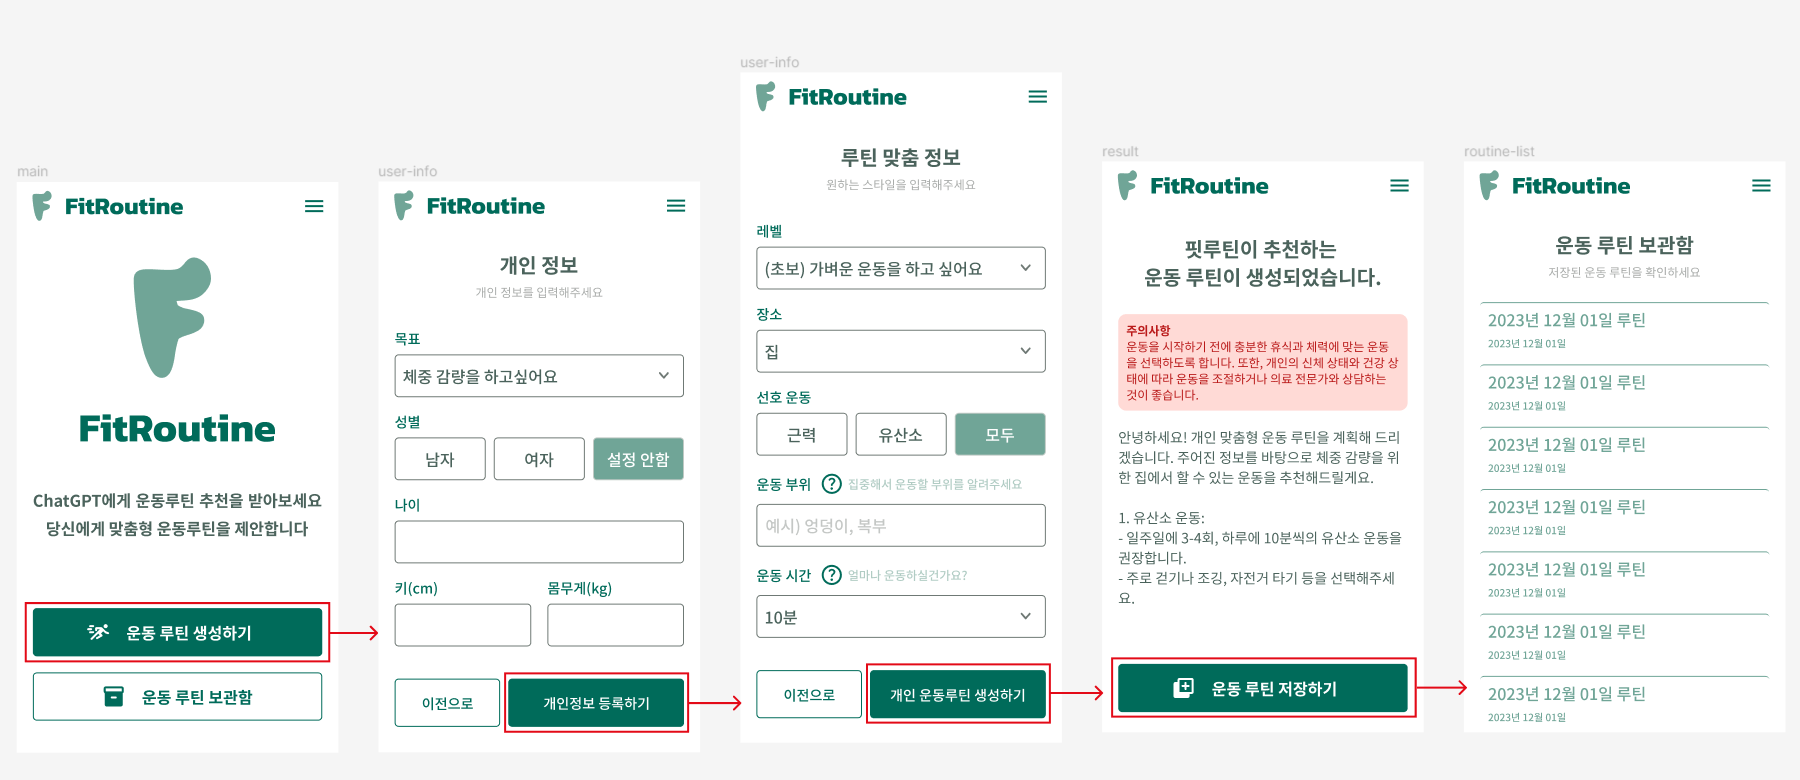 main
FitRoutine
FitRoutine
ChatGPT에게 운동루틴 추천을 받아보세요
당신에게 맞춤형 운동루틴을 제안합니다
운동 루틴 생성하기
운동 루틴 보관함
user-info
FitRoutine
개인 정보
개인 정보를 입력해주세요
목표
체중 감량을 하고싶어요
성별
남자
여자
설정 안함
나이
키(cm)
몸무게(kg)
이전으로
개인정보 등록하기
user-info
FitRoutine
루틴 맞춤 정보
원하는 스타일을 입력해주세요
레벨
(초보) 가벼운 운동을 하고 싶어요
장소
집
선호 운동
근력
유산소
모두
운동 부위 ? 집중해서 운동할 부위를 알려주세요
예시) 엉덩이, 복부
운동 시간 ? 얼마나 운동하실건가요?
10분
이전으로
개인 운동루틴 생성하기
result
FitRoutine
핏루틴이 추천하는
운동 루틴이 생성되었습니다.
주의사항
운동을 시작하기 전에 충분한 휴식과 체력에 맞는 운동
을 선택하도록 합니다. 또한, 개인의 신체 상태와 건강 상
태에 따라 운동을 조절하거나 의료 전문가와 상담하는
것이 좋습니다.
안녕하세요! 개인 맞춤형 운동 루틴을 계획해 드리
겠습니다. 주어진 정보를 바탕으로 체중 감량을 위
한 집에서 할 수 있는 운동을 추천해드릴게요.
1. 유산소 운동:
- 일주일에 3-4회, 하루에 10분씩의 유산소 운동을
권장합니다.
- 주로 걷기나 조깅, 자전거 타기 등을 선택해주세
요.
운동 루틴 저장하기
routine-list
FitRoutine
운동 루틴 보관함
저장된 운동 루틴을 확인하세요
2023년 12월 01일 루틴
2023년 12월 01일
2023년 12월 01일 루틴
2023년 12월 01일
2023년 12월 01일 루틴
2023년 12월 01일
2023년 12월 01일 루틴
2023년 12월 01일
2023년 12월 01일 루틴
2023년 12월 01일
2023년 12월 01일 루틴
2023년 12월 01일
2023년 12월 01일 루틴
2023년 12월 01일